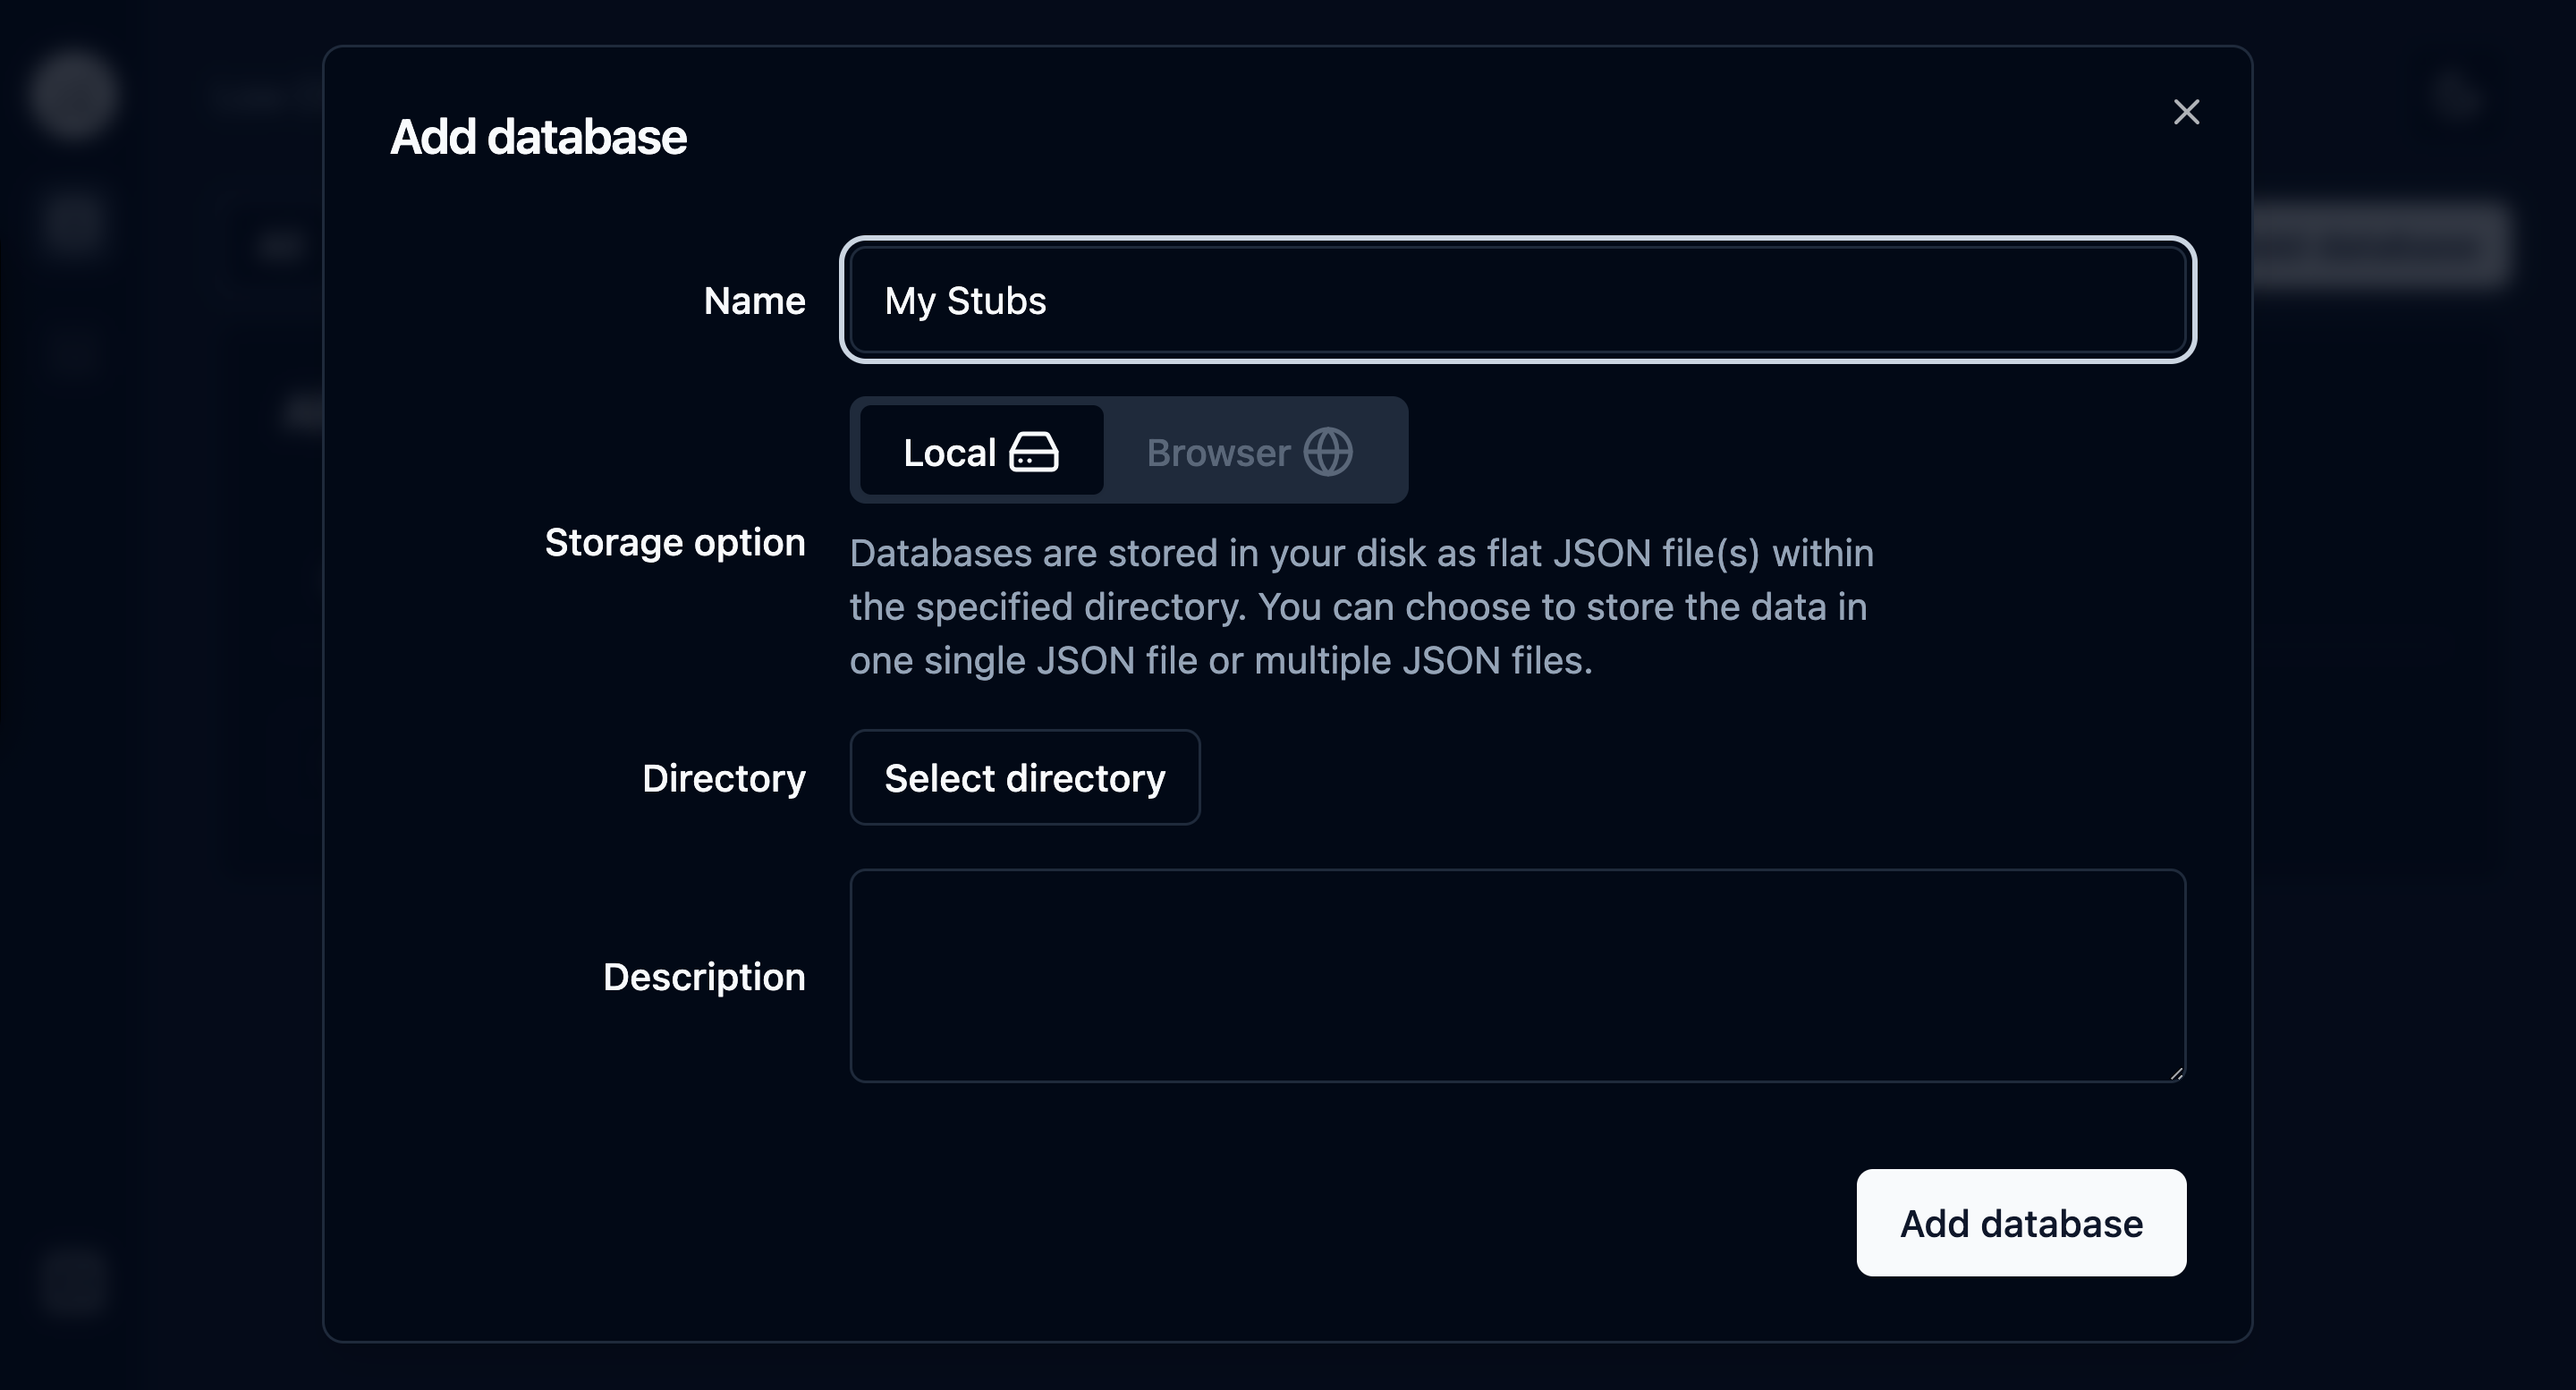 Add database
Name
My Stubs
Local
Browser
Storage option
Databases are stored in your disk as flat JSON file(s) within
the specified directory. You can choose to store the data in
one single JSON file or multiple JSON files.
Directory
Select directory
Description
Add database